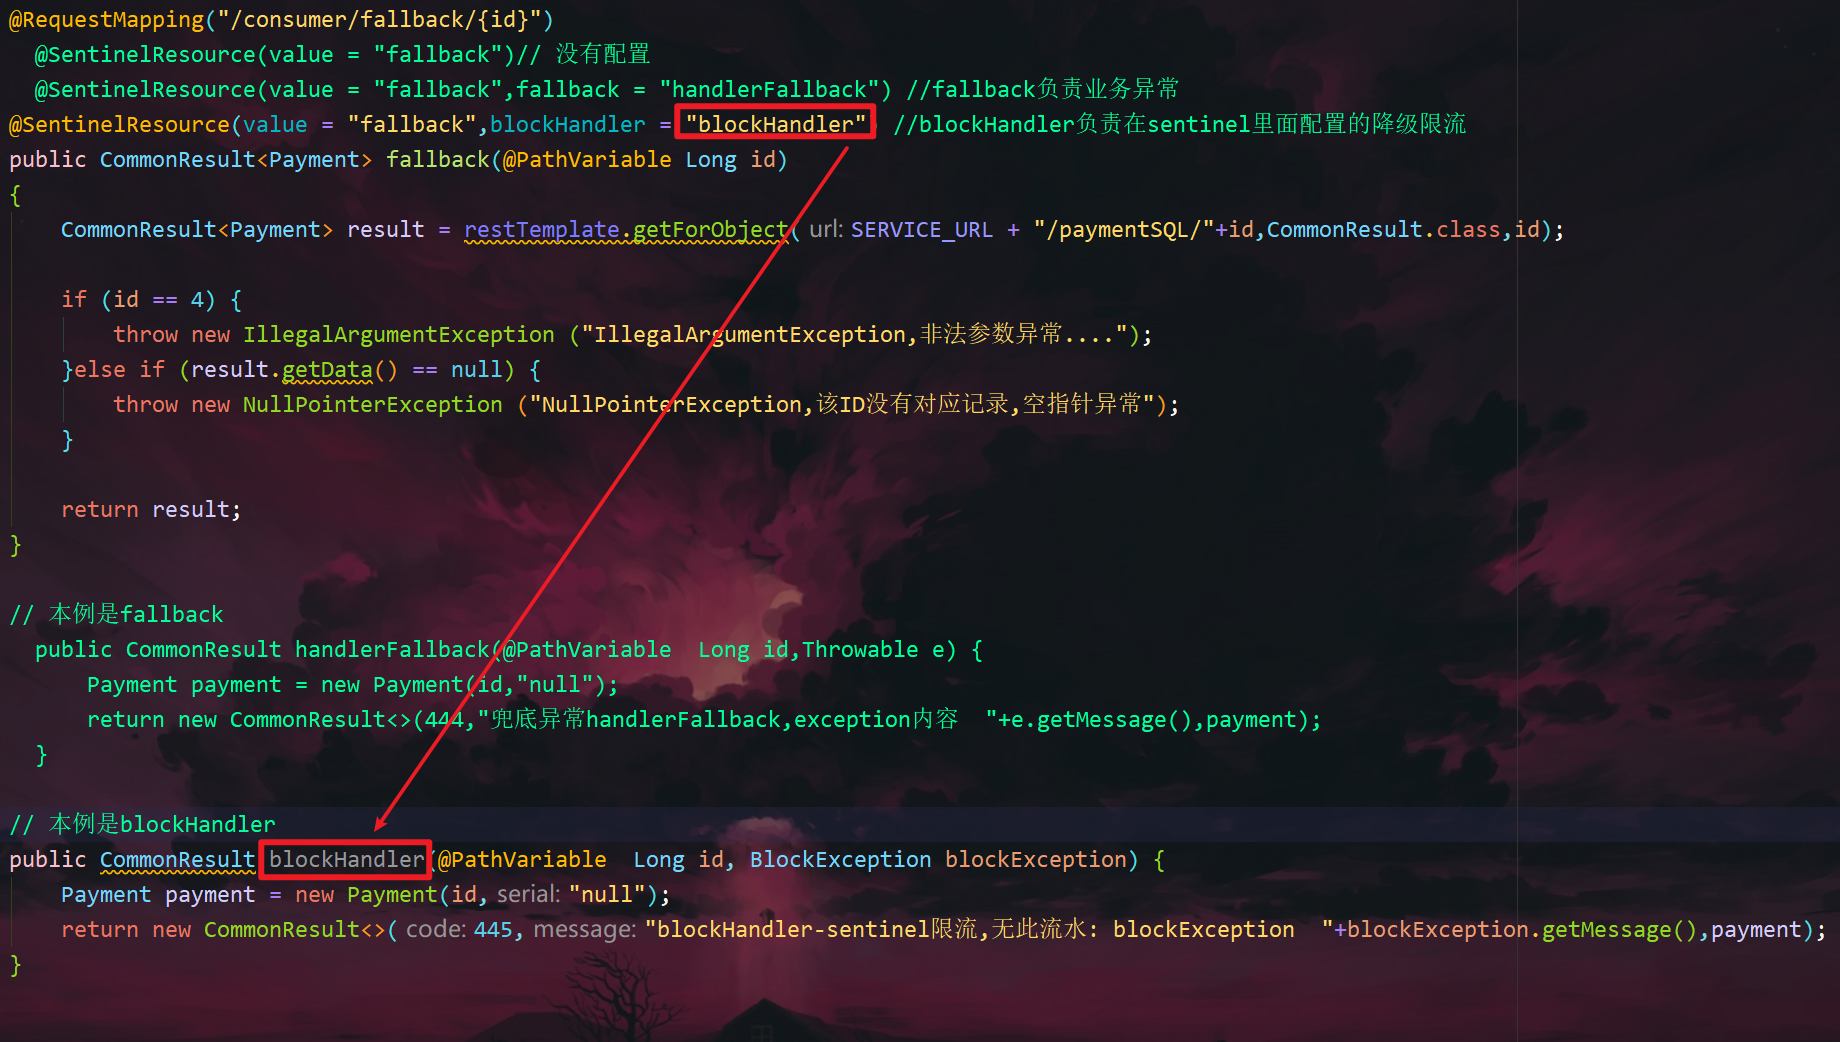 @RequestMapping("/consumer/fallback/{id}")
@SentinelResource(value = "fallback")// 没有配置
@SentinelResource(value = "fallback",fallback = "handlerFallback") //fallback负责业务异常
@SentinelResource(value = "fallback",blockHandler = "blockHandler") //blockHandler负责在sentinel里面配置的降级限流
public CommonResult<Payment> fallback(@PathVariable Long id)
{
CommonResult<Payment> result = restTemplate.getForObject( url: SERVICE_URL + "/paymentSQL/"+id,CommonResult.class,id);
if (id == 4) {
throw new IllegalArgumentException ("IllegalArgumentException,非法参数异常....");
}else if (result.getData() == null) {
throw new NullPointerException ("NullPointerException,该ID没有对应记录,空指针异常");
}
return result;
}
// 本例是fallback
public CommonResult handlerFallback(@PathVariable  Long id,Throwable e) {
Payment payment = new Payment(id,"null");
return new CommonResult<>(444,"兜底异常handlerFallback,exception内容  "+e.getMessage(),payment);
}
// 本例是blockHandler
public CommonResult blockHandler(@PathVariable  Long id, BlockException blockException) {
Payment payment = new Payment(id, serial: "null");
return new CommonResult<>( code: 445, message: "blockHandler-sentinel限流,无此流水: blockException  "+blockException.getMessage(),payment);
}